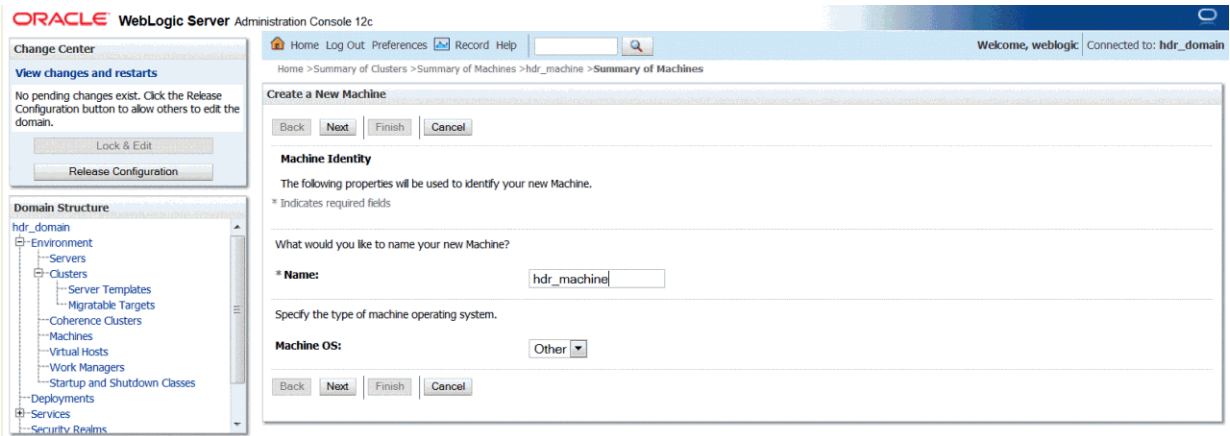 ORACLE WebLogic Server Administration Console 12c
Change Center
View changes and restarts
No pending changes exist. Click the Release
Configuration button to allow others to edit the
domain.
Lock & Edit
Release Configuration
Domain Structure
hdr_domain
Environment
Servers
Clusters
Server Templates
Migratable Targets
Coherence Clusters
Machines
Virtual Hosts
Work Managers
Startup and Shutdown Classes
Deployments
Services
Security Realms
Home Log Out Preferences Record Help
Welcome, weblogic Connected to: hdr_domain
Home >Summary of Clusters >Summary of Machines >hdr_machine >Summary of Machines
Create a New Machine
Back Next Finish Cancel
Machine Identity
The following properties will be used to identify your new Machine.
* Indicates required fields
What would you like to name your new Machine?
* Name: hdr_machine
Specify the type of machine operating system.
Machine OS: Other
Back Next Finish Cancel